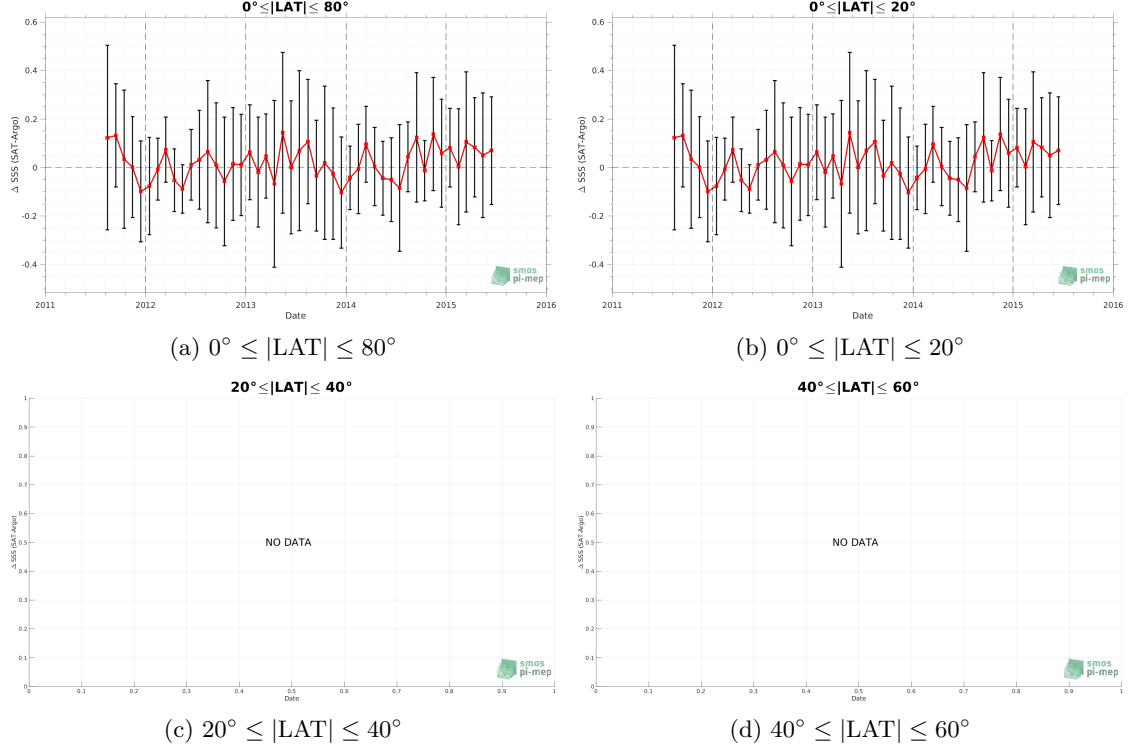 0°≤|LAT|≤ 80°
0.6
0.4
0.2
0
-0.2
-0.4
Δ SSS (SAT-Argo)
2011 2012 2013 2014 2015 2016
Date
smos
pi-mep
(a) 0° ≤ |LAT| ≤ 80°
0°≤|LAT|≤ 20°
0.6
0.4
0.2
0
-0.2
-0.4
Δ SSS (SAT-Argo)
2011 2012 2013 2014 2015 2016
Date
smos
pi-mep
(b) 0° ≤ |LAT| ≤ 20°
20°≤|LAT|≤ 40°
1
0.9
0.8
0.7
0.6
0.5
0.4
0.3
0.2
0.1
0
Δ SSS (SAT-Argo)
NO DATA
0 0.1 0.2 0.3 0.4 0.5 0.6 0.7 0.8 0.9 1
Date
smos
pi-mep
(c) 20° ≤ |LAT| ≤ 40°
40°≤|LAT|≤ 60°
1
0.9
0.8
0.7
0.6
0.5
0.4
0.3
0.2
0.1
0
Δ SSS (SAT-Argo)
NO DATA
0 0.1 0.2 0.3 0.4 0.5 0.6 0.7 0.8 0.9 1
Date
smos
pi-mep
(d) 40° ≤ |LAT| ≤ 60°